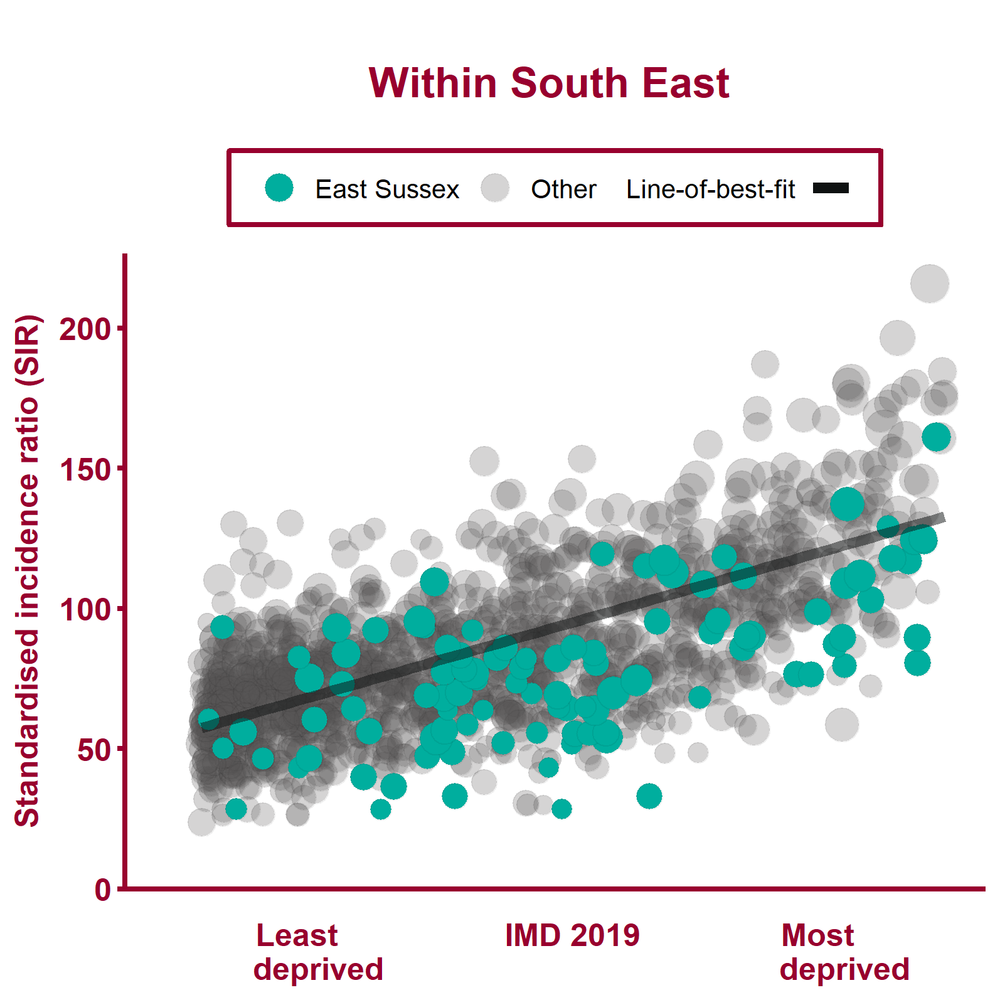 Within South East
East Sussex Other Line-of-best-fit
Standardised incidence ratio (SIR)
200
150
100
50
0
Least deprived
IMD 2019
Most deprived